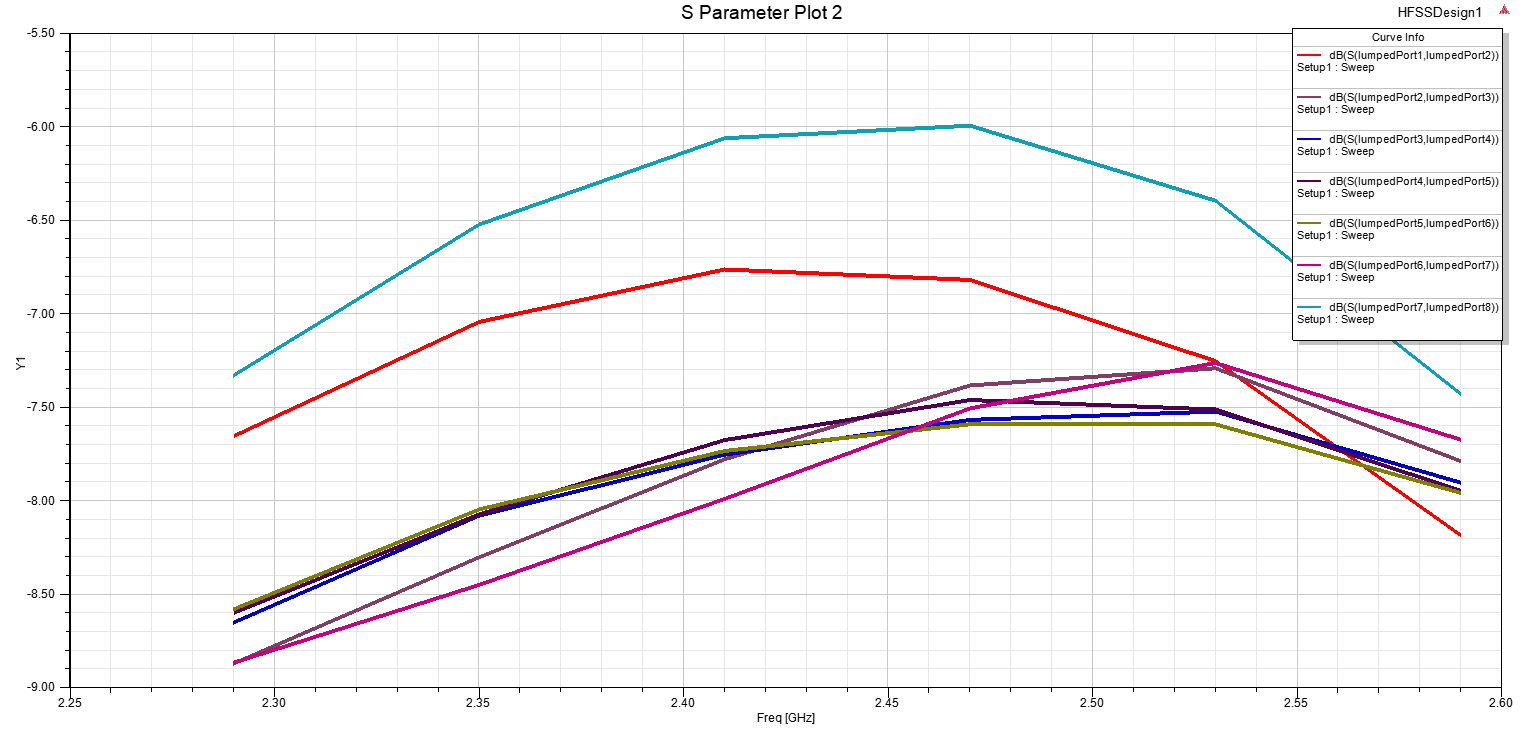 S Parameter Plot 2
HFSSDesign1
Curve Info
dB(S(lumpedPort1,lumpedPort2))
Setup1 : Sweep
dB(S(lumpedPort2,lumpedPort3))
Setup1 : Sweep
dB(S(lumpedPort3,lumpedPort4))
Setup1 : Sweep
dB(S(lumpedPort4,lumpedPort5))
Setup1 : Sweep
dB(S(lumpedPort5,lumpedPort6))
Setup1 : Sweep
dB(S(lumpedPort6,lumpedPort7))
Setup1 : Sweep
dB(S(lumpedPort7,lumpedPort8))
Setup1 : Sweep
-5.50
-6.00
-6.50
-7.00
-7.50
-8.00
-8.50
-9.00
Y1
2.25 2.30 2.35 2.40 2.45 2.50 2.55 2.60
Freq [GHz]